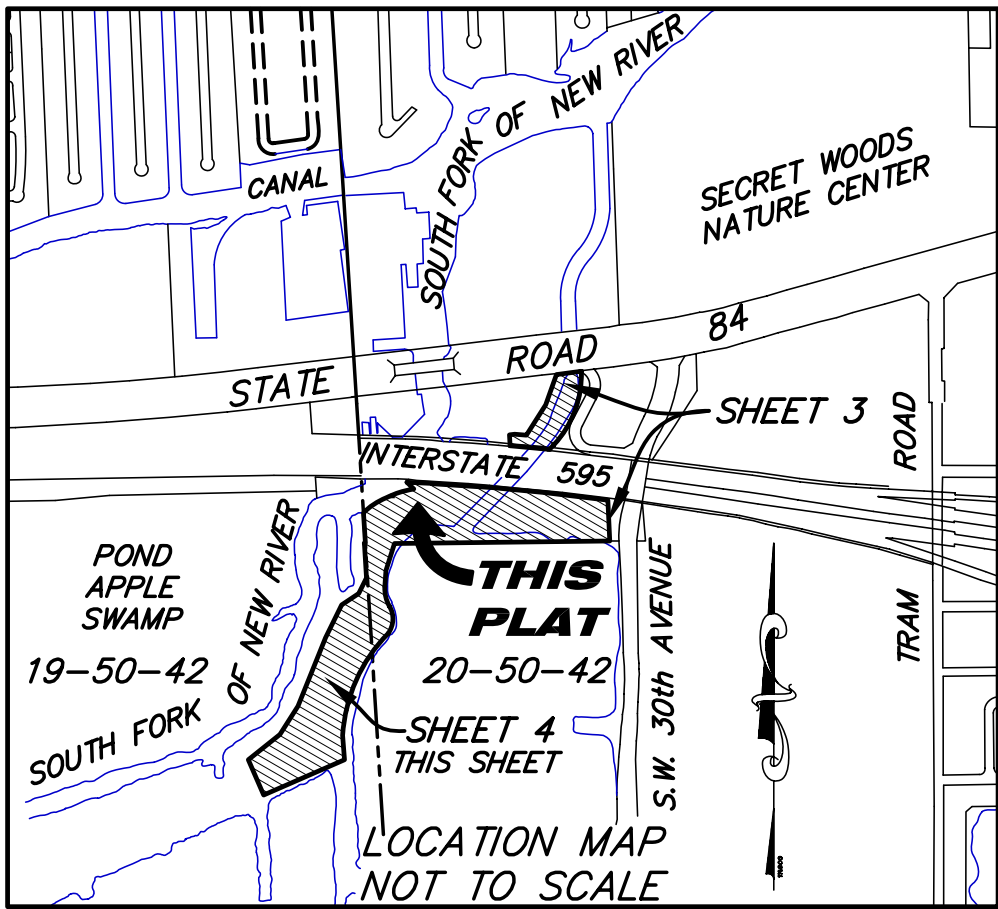 SOUTH FORK OF NEW RIVER
CANAL
SECRET WOODS
NATURE CENTER
STATE ROAD 84
SHEET 3
INTERSTATE 595
ROAD
TRAM
POND
APPLE
SWAMP
19-50-42
SOUTH FORK OF NEW RIVER
THIS
PLAT
20-50-42
S.W. 30th AVENUE
SHEET 4
THIS SHEET
LOCATION MAP
NOT TO SCALE